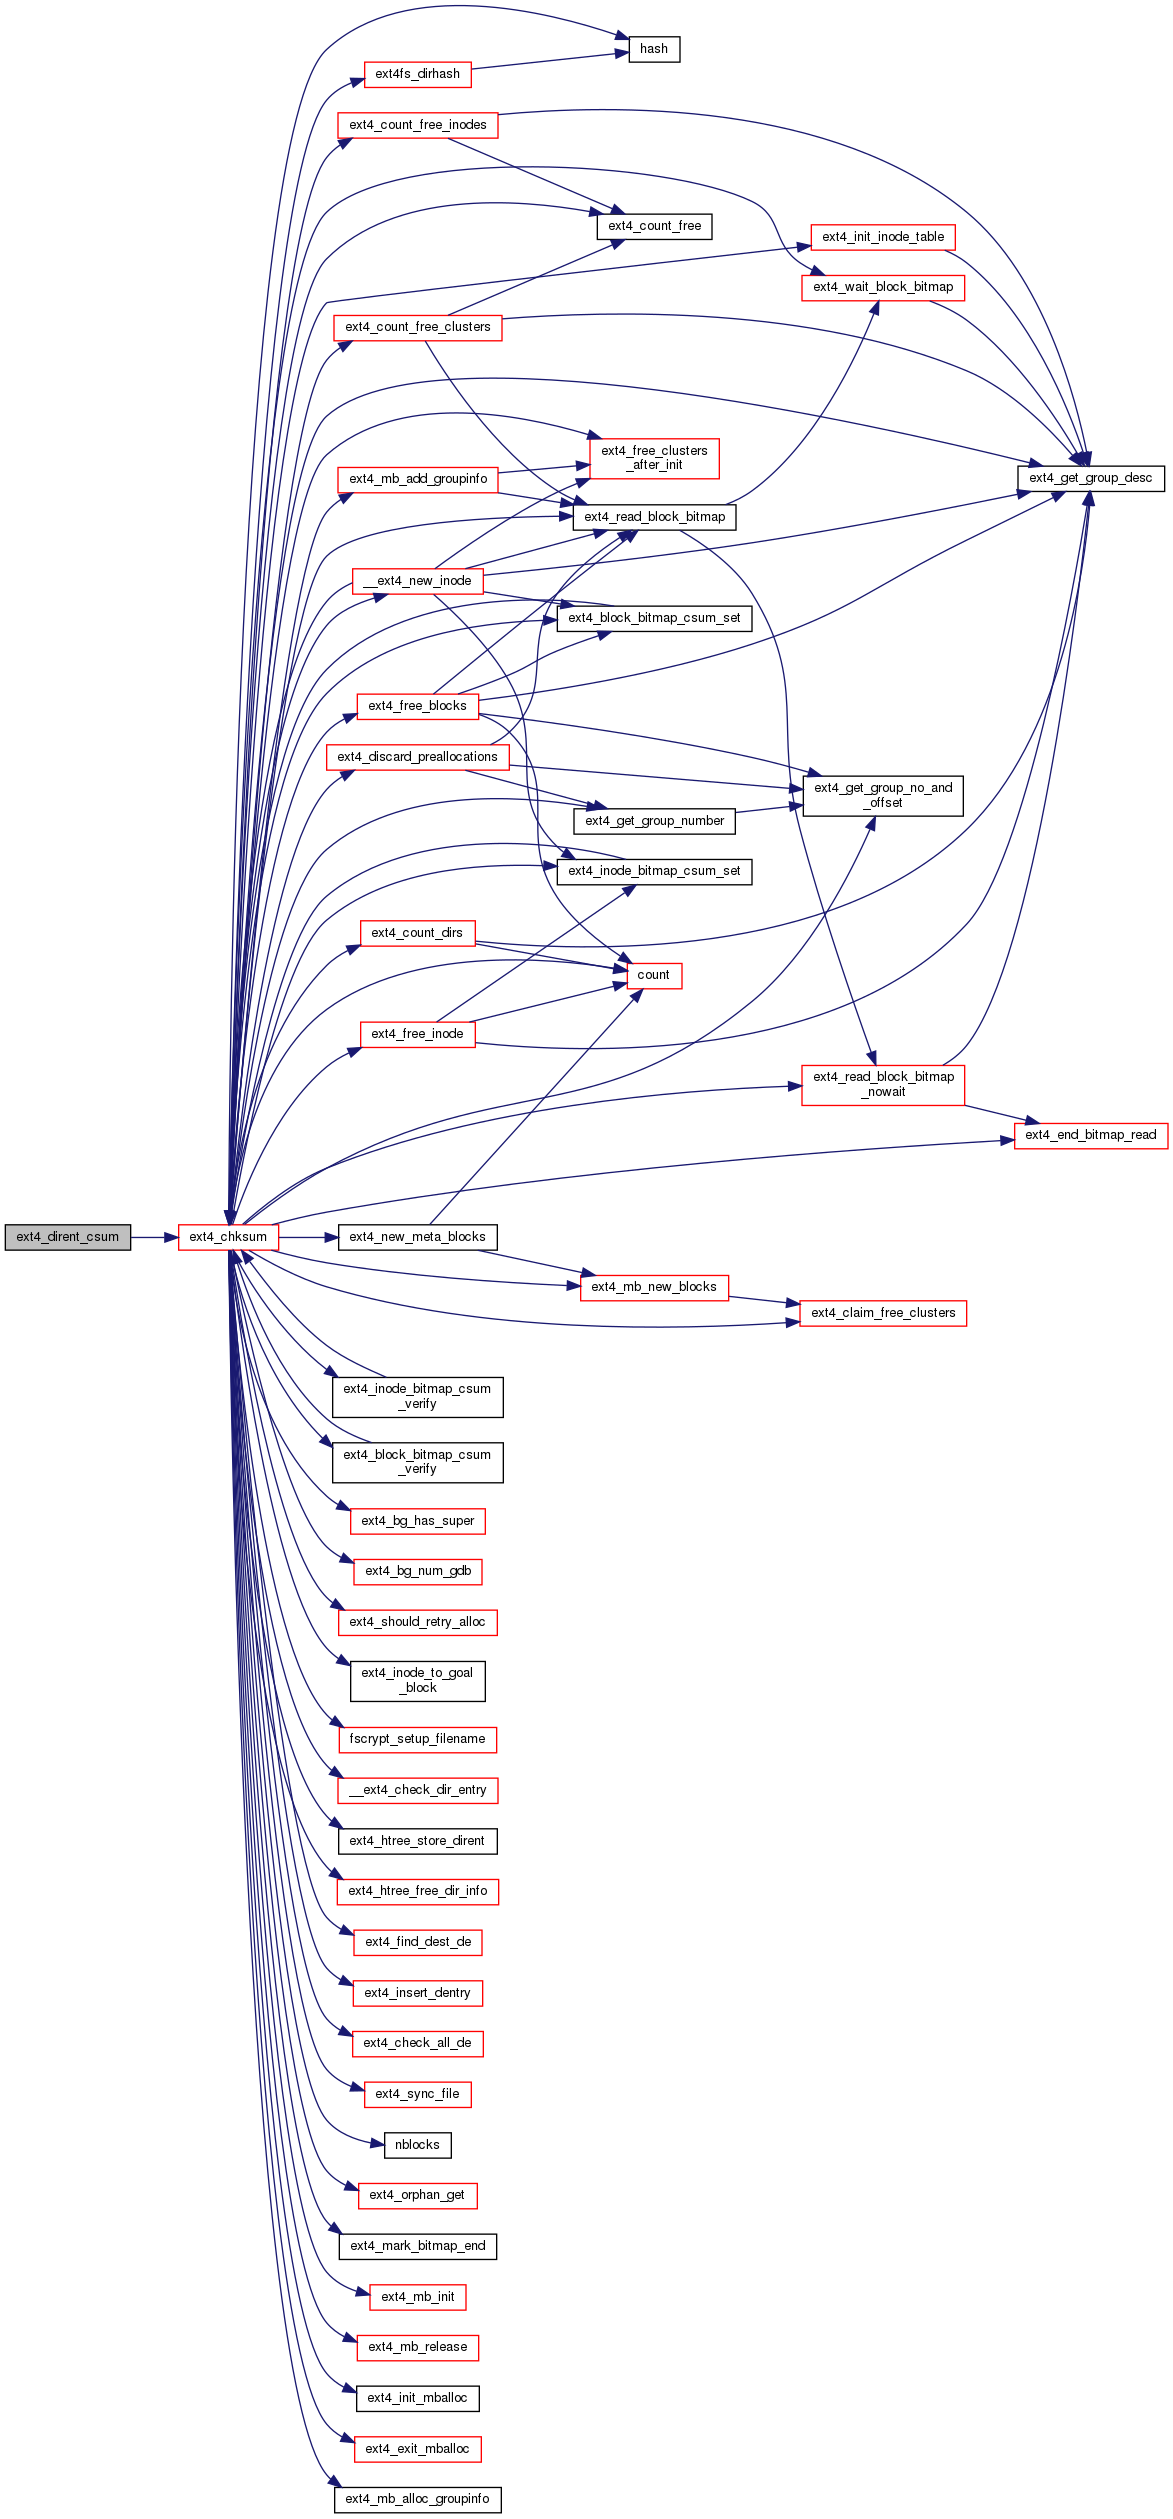 hash
ext4fs_dirhash
ext4_count_free_inodes
ext4_count_free
ext4_init_inode_table
ext4_wait_block_bitmap
ext4_count_free_clusters
ext4_free_clusters
_after_init
ext4_mb_add_groupinfo
ext4_get_group_desc
ext4_read_block_bitmap
__ext4_new_inode
ext4_block_bitmap_csum_set
ext4_free_blocks
ext4_discard_preallocations
ext4_get_group_no_and
_offset
ext4_get_group_number
ext4_inode_bitmap_csum_set
ext4_count_dirs
count
ext4_free_inode
ext4_read_block_bitmap
_nowait
ext4_end_bitmap_read
ext4_dirent_csum
ext4_chksum
ext4_new_meta_blocks
ext4_mb_new_blocks
ext4_claim_free_clusters
ext4_inode_bitmap_csum
_verify
ext4_block_bitmap_csum
_verify
ext4_bg_has_super
ext4_bg_num_gdb
ext4_should_retry_alloc
ext4_inode_to_goal
_block
fscrypt_setup_filename
__ext4_check_dir_entry
ext4_htree_store_dirent
ext4_htree_free_dir_info
ext4_find_dest_de
ext4_insert_dentry
ext4_check_all_de
ext4_sync_file
nblocks
ext4_orphan_get
ext4_mark_bitmap_end
ext4_mb_init
ext4_mb_release
ext4_init_mballoc
ext4_exit_mballoc
ext4_mb_alloc_groupinfo